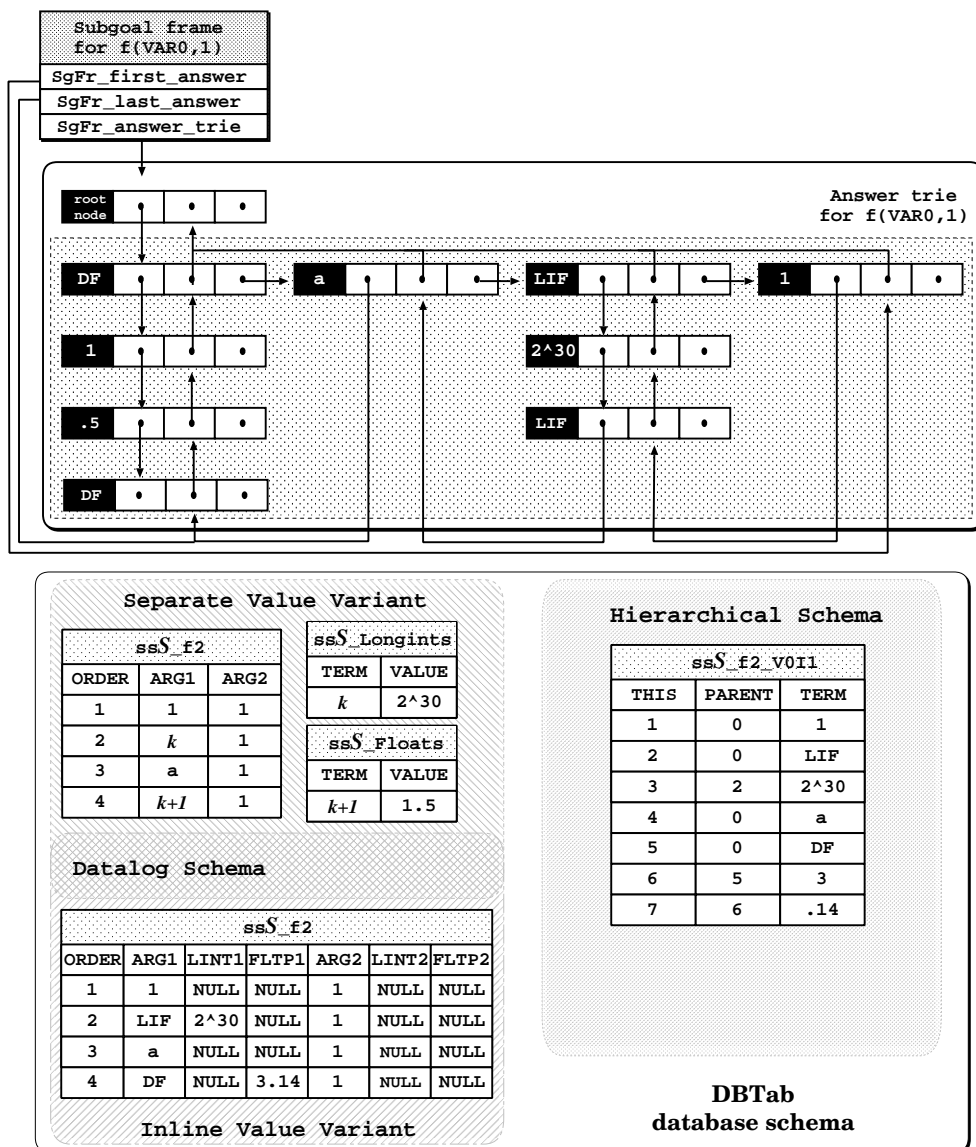 Subgoal frame
for f(VAR0,1)
SgFr_first_answer
SgFr_last_answer
SgFr_answer_trie
root
node
Answer trie
for f(VAR0,1)
DF a LIF 1
1 2^30
.5 LIF
DF
Separate Value Variant
ssS_f2
ORDER ARG1 ARG2
1 1 1
2 k 1
3 a 1
4 k+1 1
ssS_Longints
TERM VALUE
k 2^30
ssS_Floats
TERM VALUE
k+1 1.5
Datalog Schema
ssS_f2
ORDER ARG1 LINT1 FLTP1 ARG2 LINT2 FLTP2
1 1 NULL NULL 1 NULL NULL
2 LIF 2^30 NULL 1 NULL NULL
3 a NULL NULL 1 NULL NULL
4 DF NULL 3.14 1 NULL NULL
Inline Value Variant
Hierarchical Schema
ssS_f2_V0I1
THIS PARENT TERM
1 0 1
2 0 LIF
3 2 2^30
4 0 a
5 0 DF
6 5 3
7 6 .14
DBTab
database schema